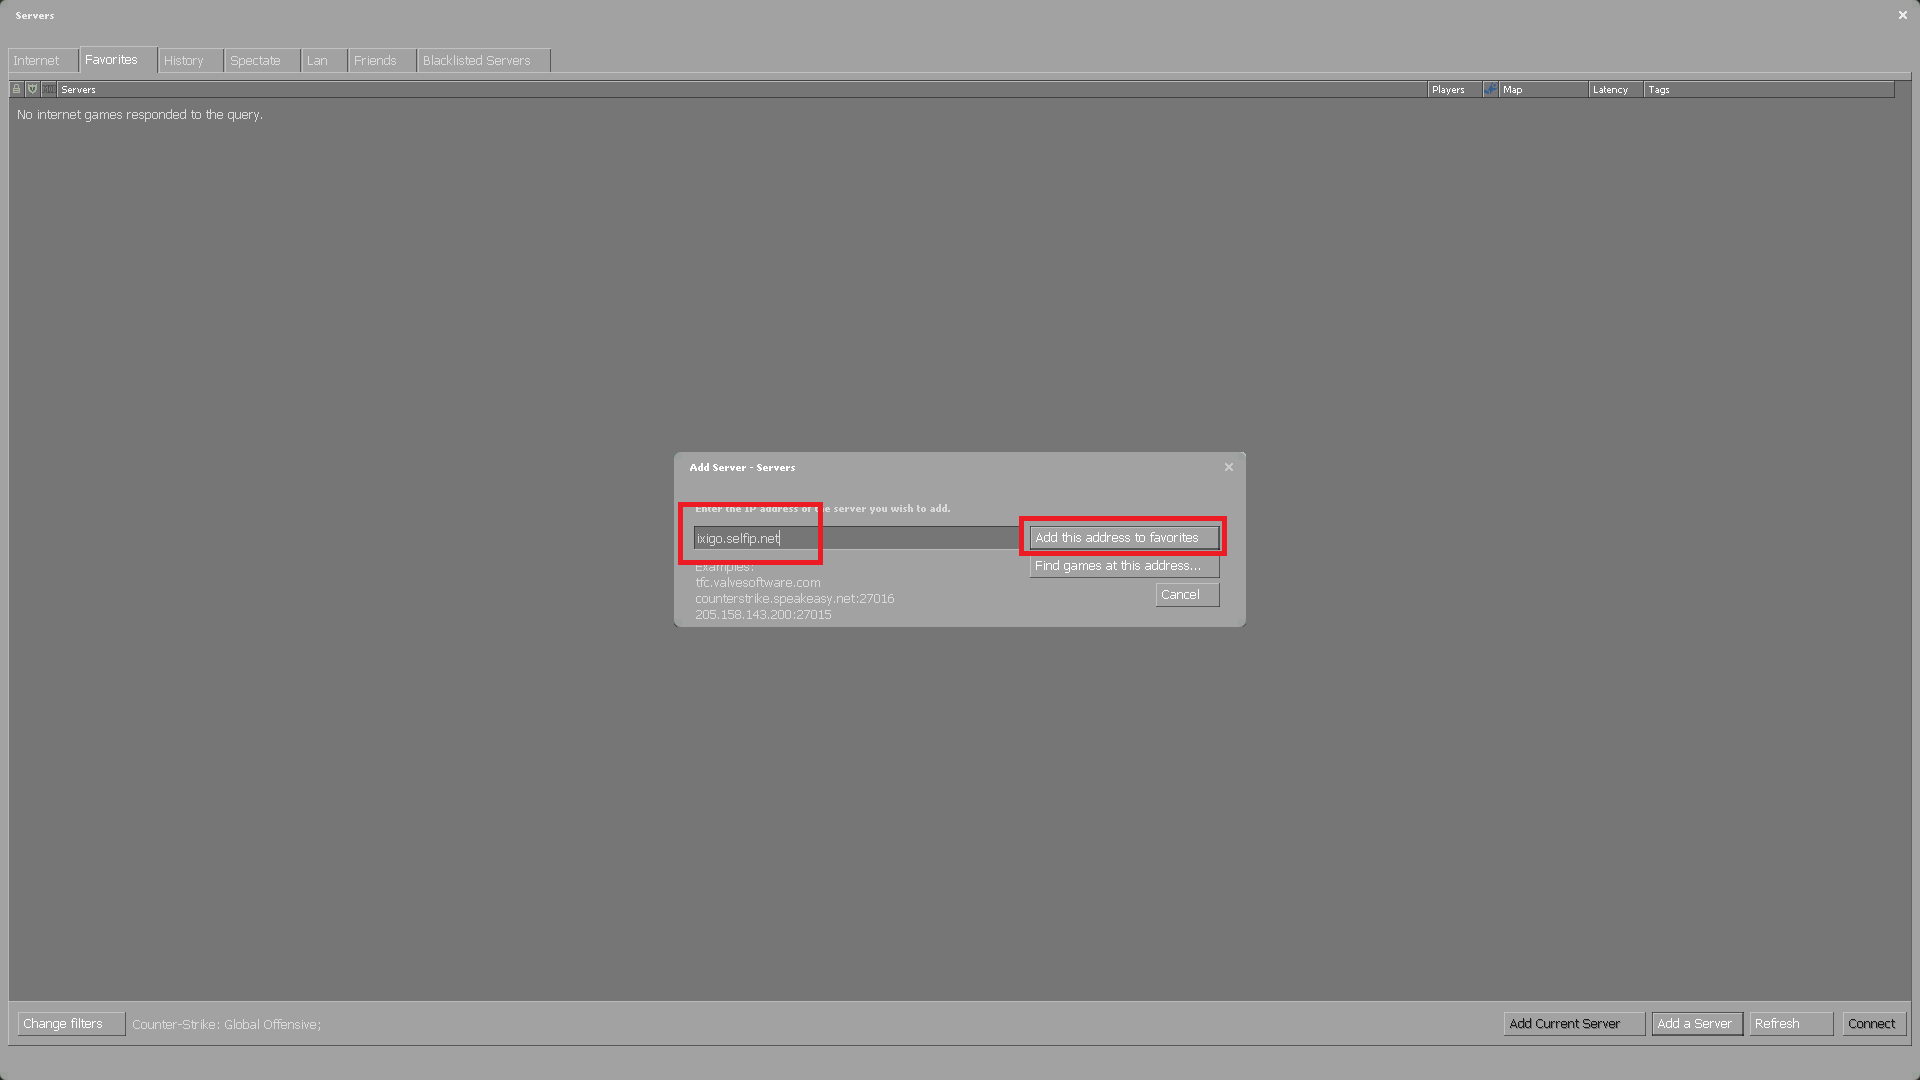 Servers
Internet Favorites History Spectate Lan Friends Blacklisted Servers
Servers Players Map Latency Tags
No internet games responded to the query.
Add Server - Servers
Enter the IP address of the server you wish to add.
ixigo.selfip.net Add this address to favorites
Examples: Find games at this address...
tfc.valvesoftware.com
counterstrike.speakeasy.net:27016 Cancel
205.158.143.200:27015
Change filters Counter-Strike: Global Offensive; Add Current Server Add a Server Refresh Connect